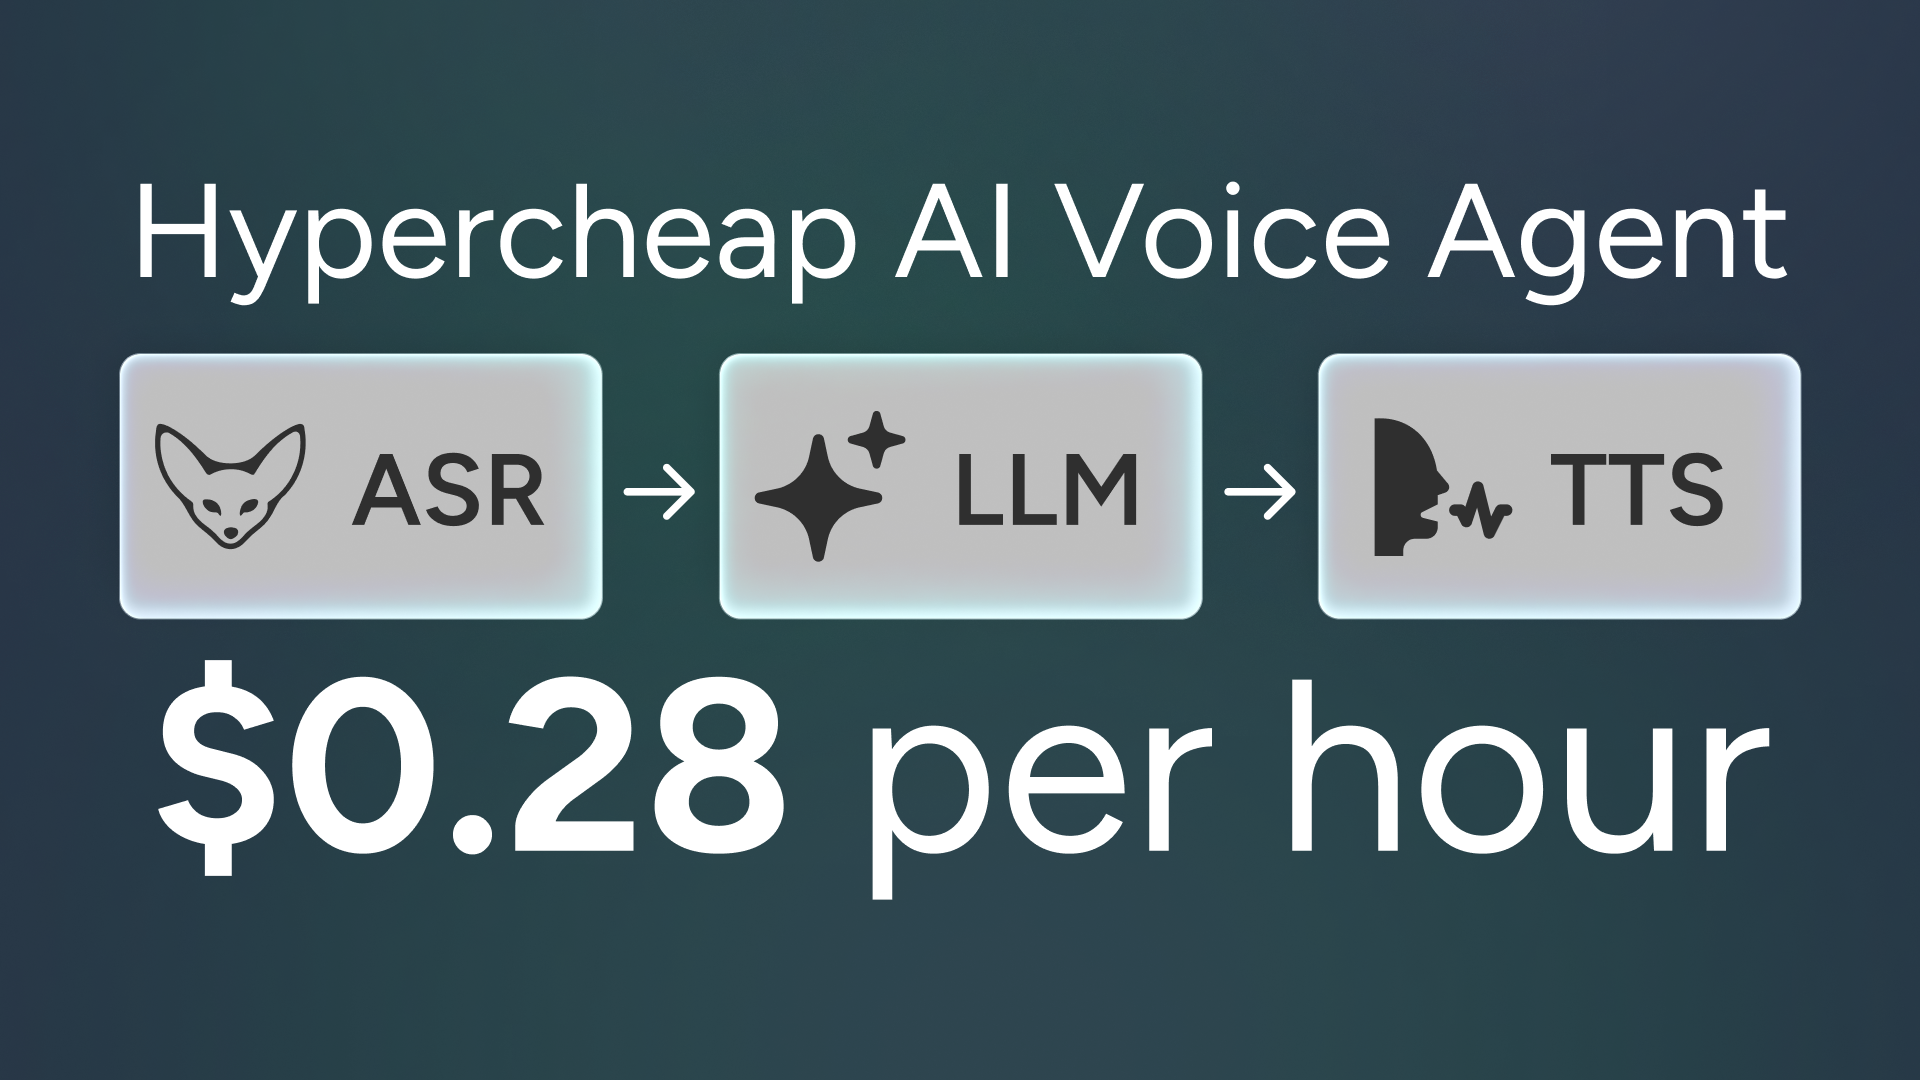 Hypercheap AI Voice Agent
ASR → LLM → TTS
$0.28 per hour